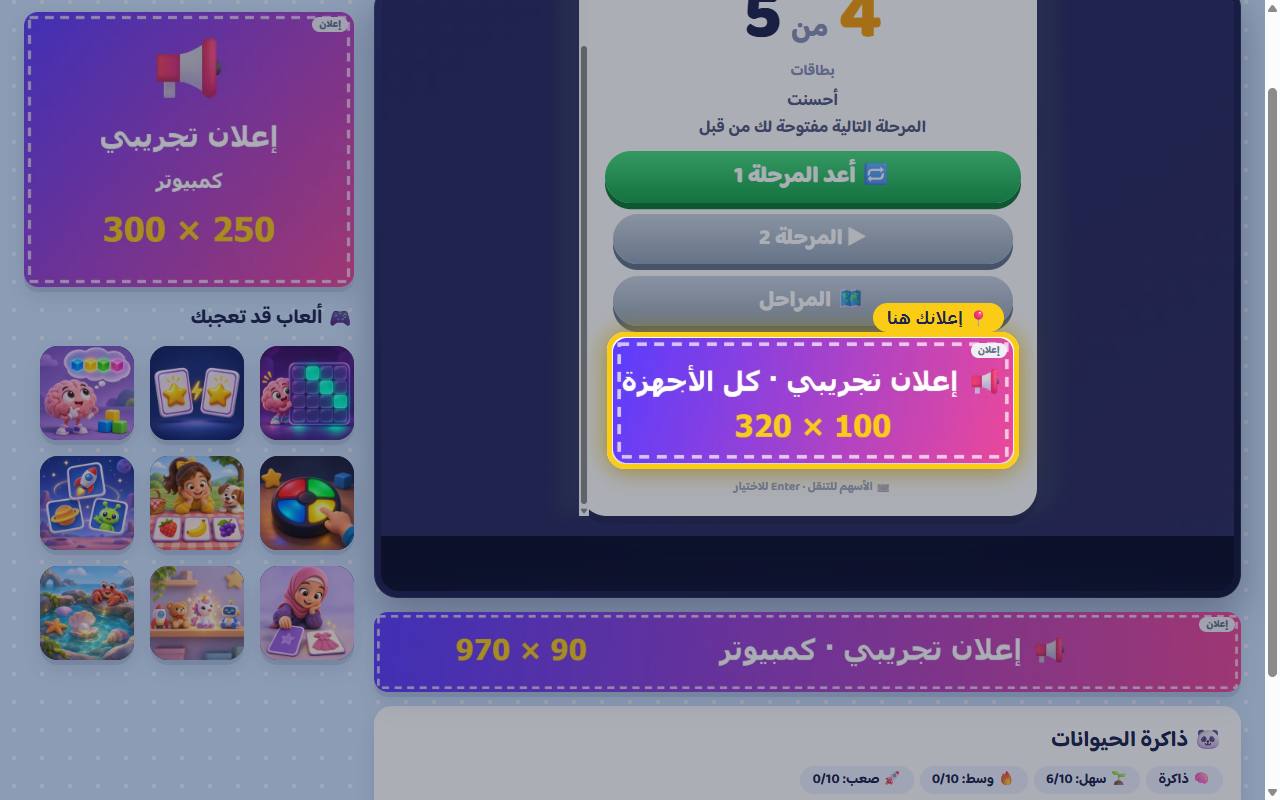 4 من 5
بطاقات
أحسنت
المرحلة التالية مفتوحة لك من قبل
🔁 أعد المرحلة 1
▶ المرحلة 2
🗺️ المراحل
📍 إعلانك هنا
إعلان
📢 إعلان تجريبي · كل الأجهزة
320 × 100
⌨ الأسهم للتنقل · Enter للاختيار
إعلان
📢 إعلان تجريبي · كمبيوتر
970 × 90
🐼 ذاكرة الحيوانات
🧠 ذاكرة
🌱 سهل: 6/10
🔥 وسط: 0/10
🚀 صعب: 0/10
إعلان
إعلان تجريبي
كمبيوتر
300 × 250
🎮 ألعاب قد تعجبك